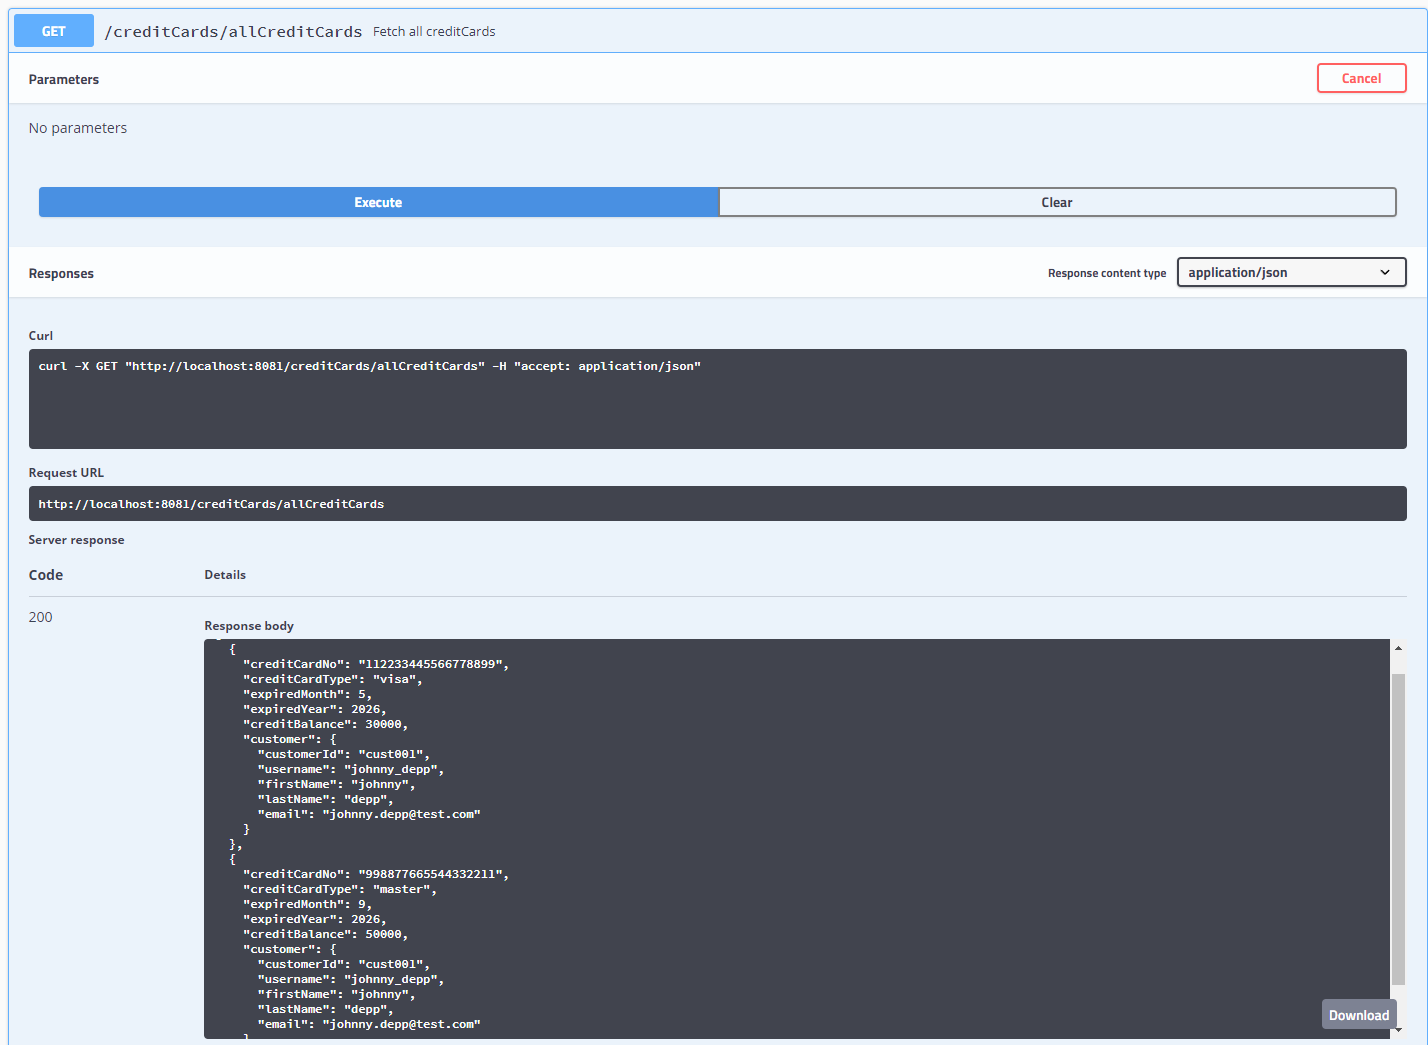 GET /creditCards/allCreditCards Fetch all creditCards
Parameters Cancel
No parameters
Execute Clear
Responses Response content type application/json
Curl
curl -X GET "http://localhost:8081/creditCards/allCreditCards" -H "accept: application/json"
Request URL
http://localhost:8081/creditCards/allCreditCards
Server response
Code Details
200
Response body
{
"creditCardNo": "112233445566778899",
"creditCardType": "visa",
"expiredMonth": 5,
"expiredYear": 2026,
"creditBalance": 30000,
"customer": {
"customerId": "cust001",
"username": "johnny_depp",
"firstName": "johnny",
"lastName": "depp",
"email": "johnny.depp@test.com"
}
},
{
"creditCardNo": "998877665544332211",
"creditCardType": "master",
"expiredMonth": 9,
"expiredYear": 2026,
"creditBalance": 50000,
"customer": {
"customerId": "cust001",
"username": "johnny_depp",
"firstName": "johnny",
"lastName": "depp",
"email": "johnny.depp@test.com"
}
Download